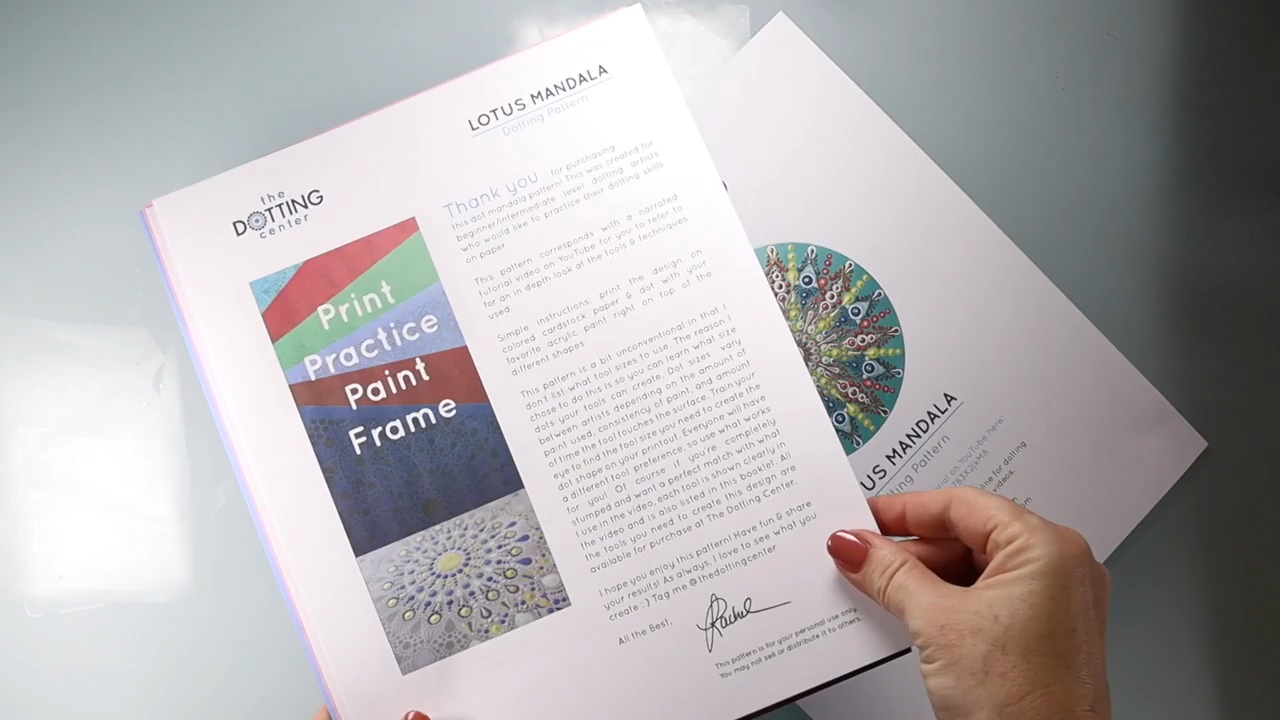 LOTUS MANDALA
Dotting Pattern
the
DOTTING
center
Print
Practice
Paint
Frame
Thank you for purchasing
this dot mandala pattern! This was created for
beginner/intermediate level dotting artists
who would like to practice their dotting skills
on paper.
This pattern corresponds with a narrated
tutorial video on YouTube for you to refer to
for an in depth look at the tools & techniques
used.
Simple instructions: print the design on
colored cardstock paper & dot with your
favorite acrylic paint right on top of the
different shapes.
This pattern is a bit unconventional in that I
don't list what tool sizes to use. The reason I
chose to do this is so you can learn what size
dots your tools can create. Dot sizes vary
between artists depending on the amount of
paint used, consistency of paint, and amount
of time the tool touches the surface. Train your
eye to find the tool size you need to create the
dot shape on your printout. Everyone will have
a different tool preference, so use what works
for you! Of course if you're completely
stumped and want a perfect match with what
I use in the video, each tool is shown clearly in
the video and is also listed in this booklet! All
the tools you need to create this design are
available for purchase at The Dotting Center.
I hope you enjoy this pattern! Have fun & share
your results! As always, I love to see what you
create :) Tag me @thedottingcenter
All the Best,
Rachel
This pattern is for your personal use only.
You may not sell or distribute it to others.
US MANDALA
ting Pattern
rial on YouTube here:
line for dotting
videos.